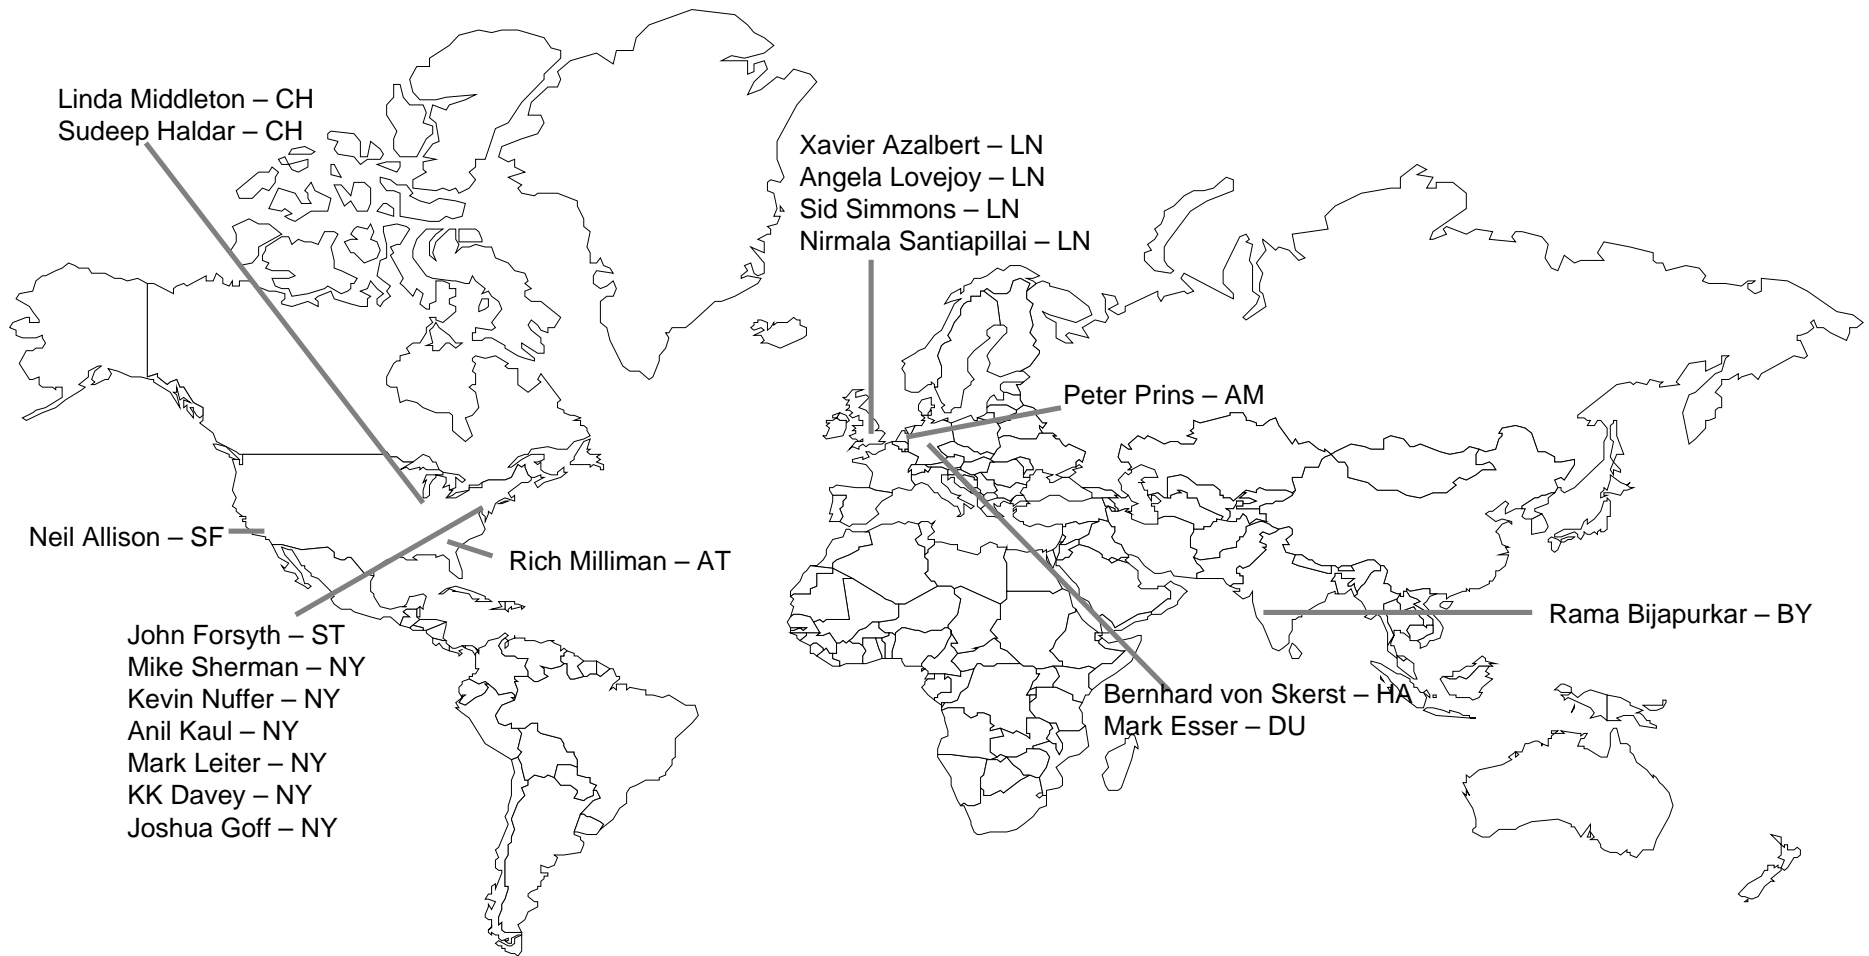 Linda Middleton – CH
Sudeep Haldar – CH
Xavier Azalbert – LN
Angela Lovejoy – LN
Sid Simmons – LN
Nirmala Santiapillai – LN
Peter Prins – AM
Neil Allison – SF
Rich Milliman – AT
John Forsyth – ST
Mike Sherman – NY
Kevin Nuffer – NY
Anil Kaul – NY
Mark Leiter – NY
KK Davey – NY
Joshua Goff – NY
Rama Bijapurkar – BY
Bernhard von Skerst – HA
Mark Esser – DU